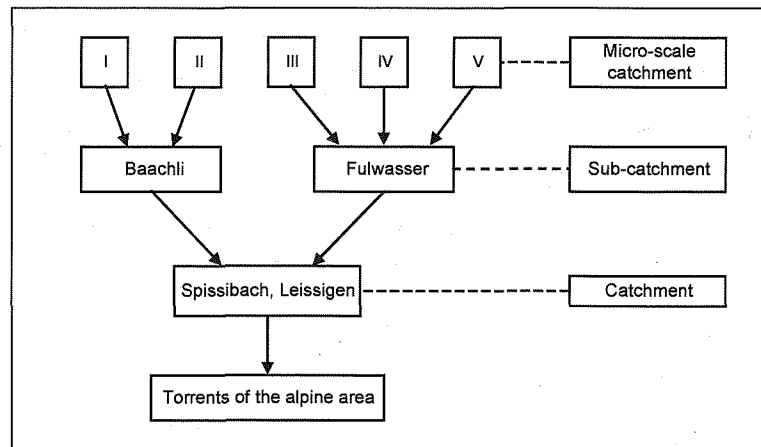 I II III IV V Micro-scale
catchment
Baachli Fulwasser Sub-catchment
Spissibach, Leissigen Catchment
Torrents of the alpine area